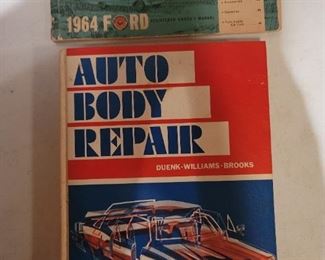 1964 FORD
AUTO
BODY
REPAIR
DUENK-WILLIAMS-BROOKS